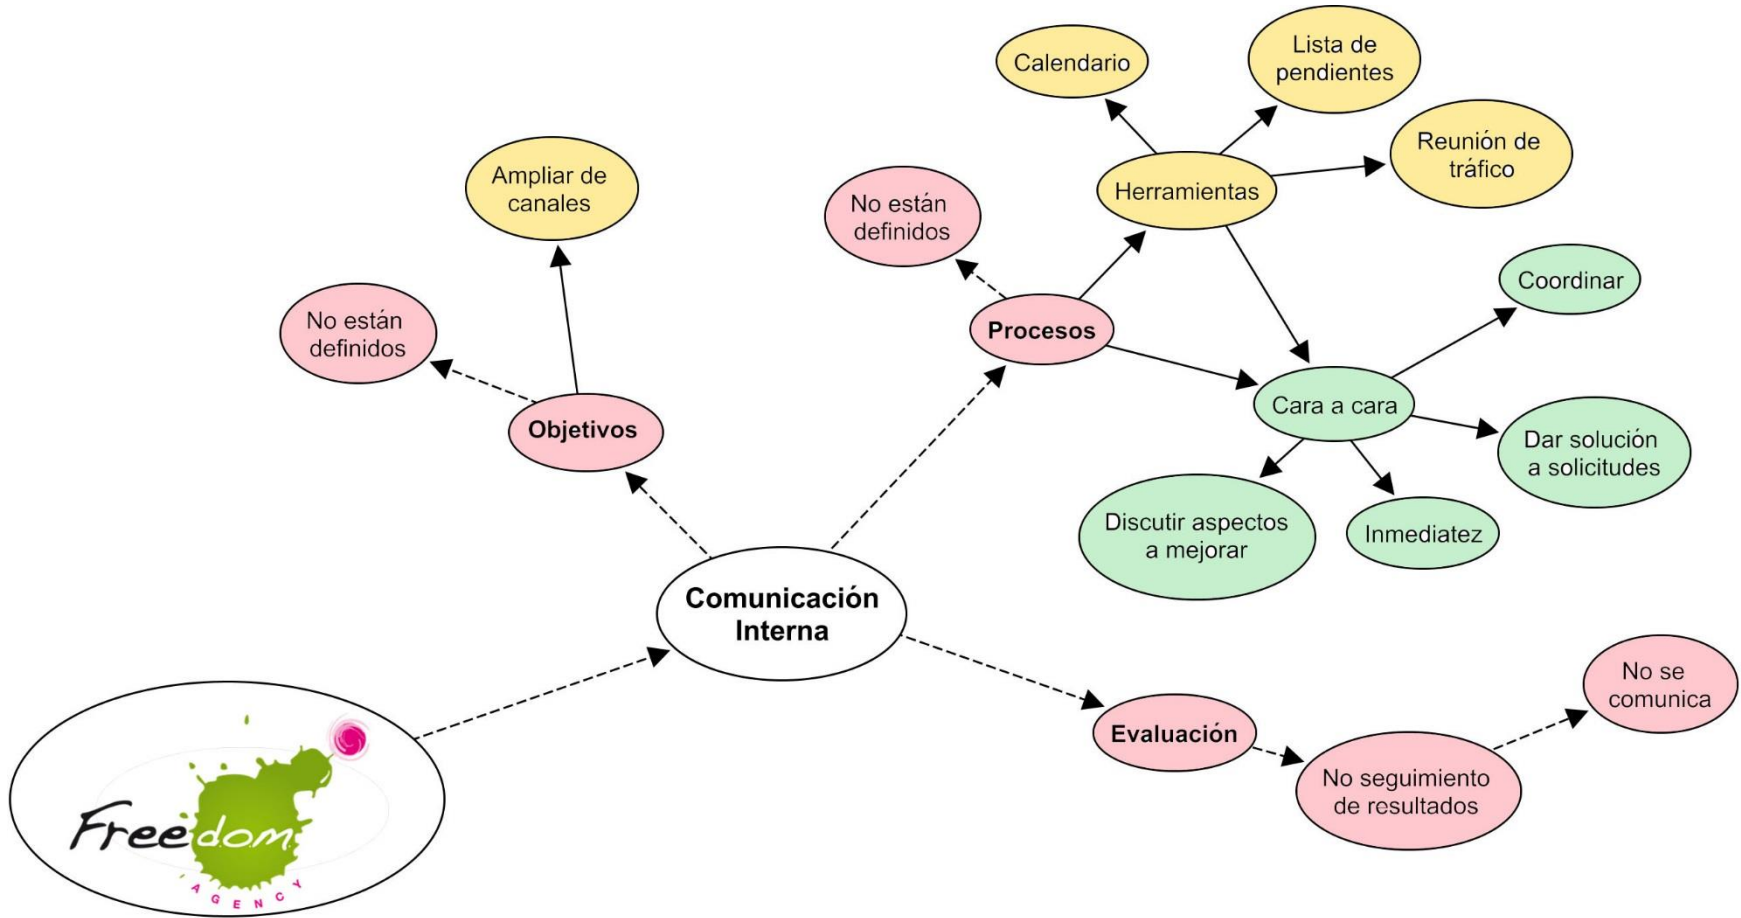 Calendario
Lista de
pendientes
Reunión de
tráfico
Herramientas
Ampliar de
canales
No están
definidos
No están
definidos
Procesos
Objetivos
Coordinar
Cara a cara
Dar solución
a solicitudes
Discutir aspectos
a mejorar
Inmediatez
Comunicación
Interna
Evaluación
No seguimiento
de resultados
No se
comunica
Freedom
AGENCY